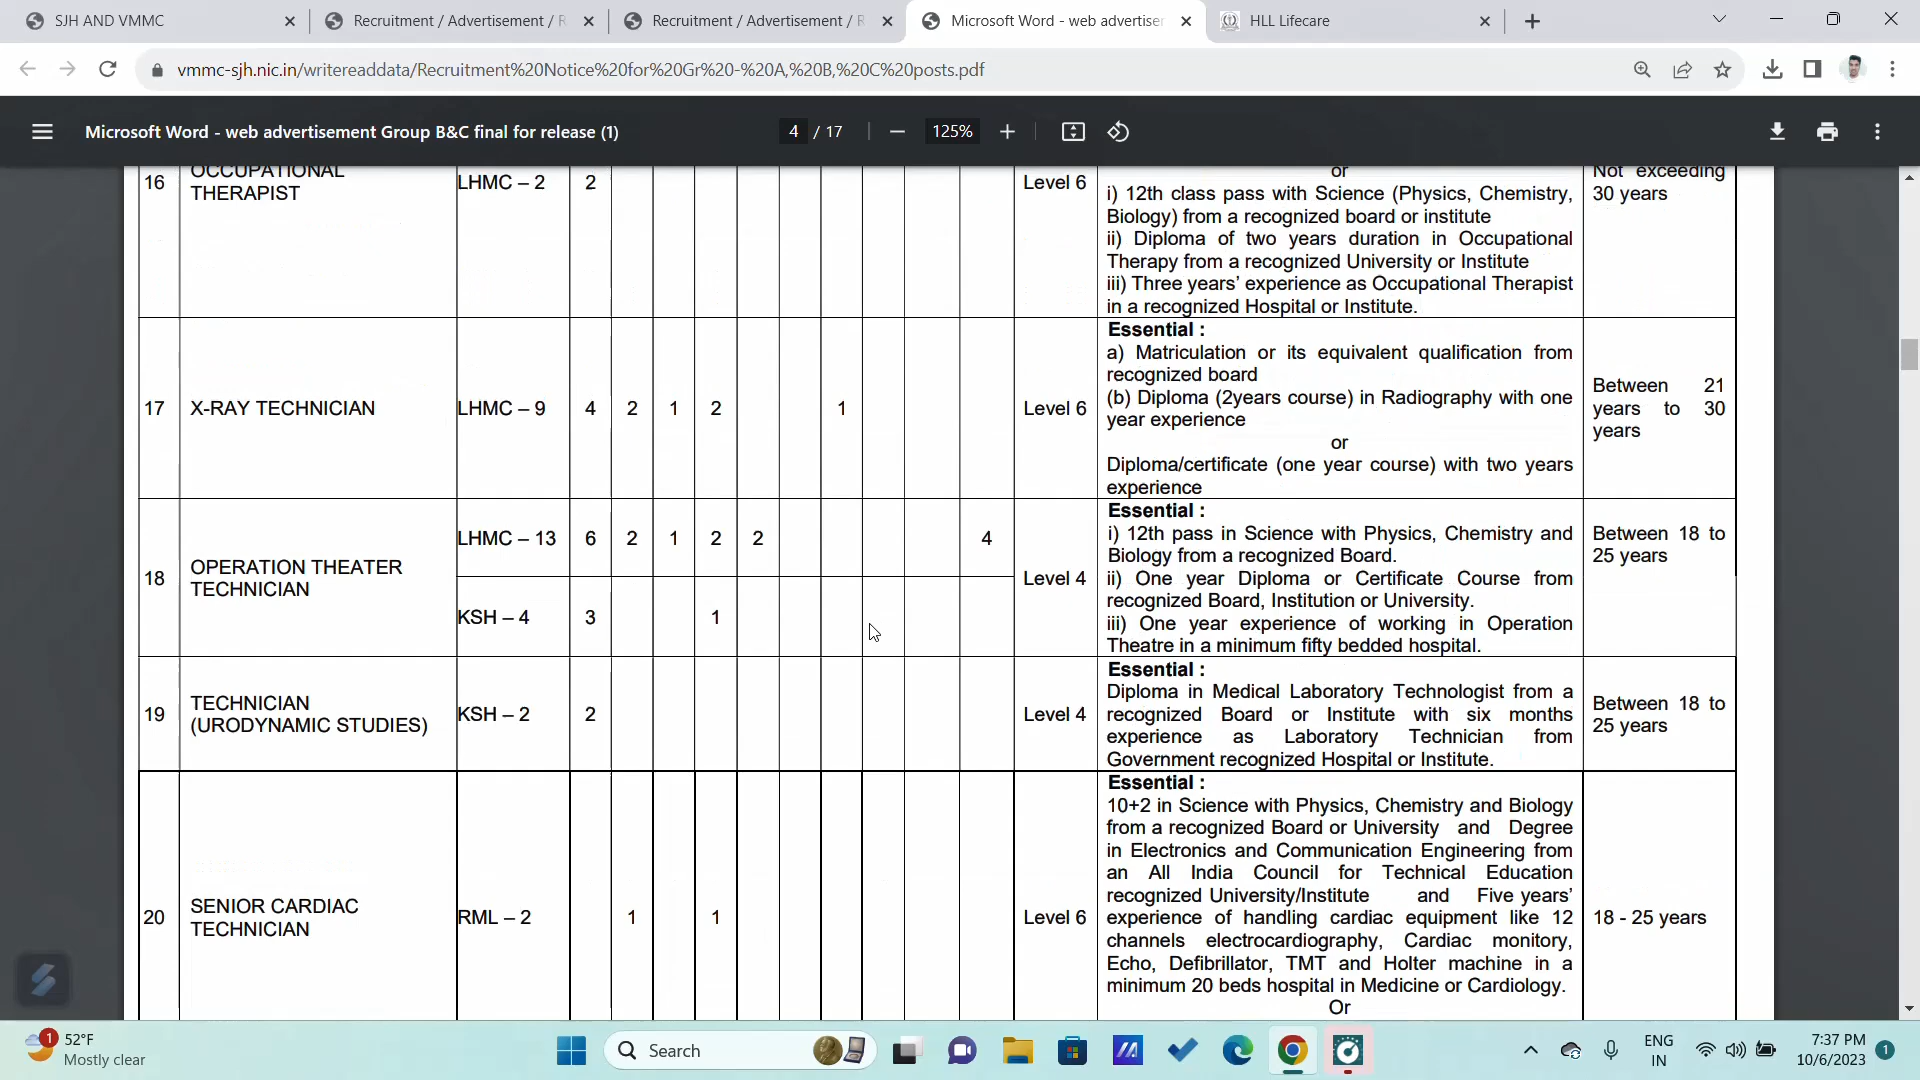 SJH AND VMMC
Recruitment / Advertisement / R
Recruitment / Advertisement / R
Microsoft Word - web advertiser
HLL Lifecare
vmmc-sjh.nic.in/writereaddata/Recruitment%20Notice%20for%20Gr%20-%20A,%20B,%20C%20posts.pdf
Microsoft Word - web advertisement Group B&C final for release (1)
4 / 17
125%
16
OCCUPATIONAL
THERAPIST
LHMC – 2
2
Level 6
or
i) 12th class pass with Science (Physics, Chemistry,
Biology) from a recognized board or institute
ii) Diploma of two years duration in Occupational
Therapy from a recognized University or Institute
iii) Three years' experience as Occupational Therapist
in a recognized Hospital or Institute.
Not exceeding
30 years
17
X-RAY TECHNICIAN
LHMC – 9
4 2 1 2 1
Level 6
Essential :
a) Matriculation or its equivalent qualification from
recognized board
(b) Diploma (2years course) in Radiography with one
year experience
or
Diploma/certificate (one year course) with two years
experience
Between 21
years to 30
years
18
OPERATION THEATER
TECHNICIAN
LHMC – 13
6 2 1 2 2 4
KSH – 4
3 1
Level 4
Essential :
i) 12th pass in Science with Physics, Chemistry and
Biology from a recognized Board.
ii) One year Diploma or Certificate Course from
recognized Board, Institution or University.
iii) One year experience of working in Operation
Theatre in a minimum fifty bedded hospital.
Between 18 to
25 years
19
TECHNICIAN
(URODYNAMIC STUDIES)
KSH – 2
2
Level 4
Essential :
Diploma in Medical Laboratory Technologist from a
recognized Board or Institute with six months
experience as Laboratory Technician from
Government recognized Hospital or Institute.
Between 18 to
25 years
20
SENIOR CARDIAC
TECHNICIAN
RML – 2
1 1
Level 6
Essential :
10+2 in Science with Physics, Chemistry and Biology
from a recognized Board or University and Degree
in Electronics and Communication Engineering from
an All India Council for Technical Education
recognized University/Institute and Five years'
experience of handling cardiac equipment like 12
channels electrocardiography, Cardiac monitory,
Echo, Defibrillator, TMT and Holter machine in a
minimum 20 beds hospital in Medicine or Cardiology.
Or
18 - 25 years
1
52°F
Mostly clear
Search
ENG
IN
7:37 PM
10/6/2023
1